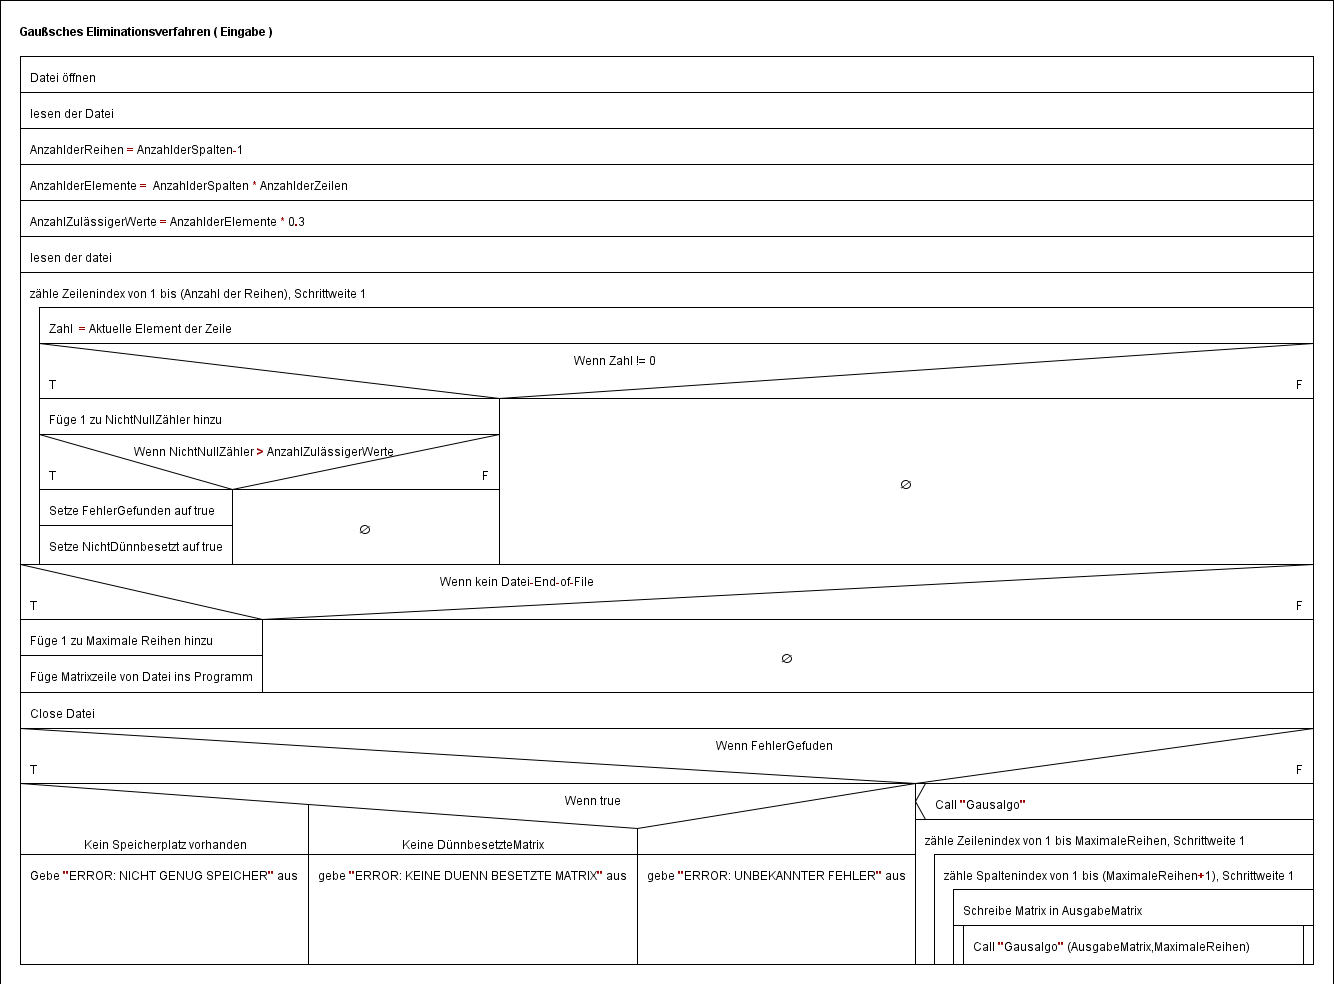 Gaußsches Eliminationsverfahren ( Eingabe )
Datei öffnen
lesen der Datei
AnzahlderReihen = AnzahlderSpalten-1
AnzahlderElemente = AnzahlderSpalten * AnzahlderZeilen
AnzahlZulässigerWerte = AnzahlderElemente * 0.3
lesen der datei
zähle Zeilenindex von 1 bis (Anzahl der Reihen), Schrittweite 1
Zahl = Aktuelle Element der Zeile
Wenn Zahl != 0
T
F
Füge 1 zu NichtNullZähler hinzu
Wenn NichtNullZähler > AnzahlZulässigerWerte
T
F
Setze FehlerGefunden auf true
Setze NichtDünnbesetzt auf true
∅
∅
Wenn kein Datei-End-of-File
T
F
Füge 1 zu Maximale Reihen hinzu
Füge Matrixzeile von Datei ins Programm
∅
Close Datei
Wenn FehlerGefuden
T
F
Wenn true
Kein Speicherplatz vorhanden
Keine DünnbesetzteMatrix
Gebe "ERROR: NICHT GENUG SPEICHER" aus
gebe "ERROR: KEINE DUENN BESETZTE MATRIX" aus
gebe "ERROR: UNBEKANNTER FEHLER" aus
Call "Gausalgo"
zähle Zeilenindex von 1 bis MaximaleReihen, Schrittweite 1
zähle Spaltenindex von 1 bis (MaximaleReihen+1), Schrittweite 1
Schreibe Matrix in AusgabeMatrix
Call "Gausalgo" (AusgabeMatrix,MaximaleReihen)